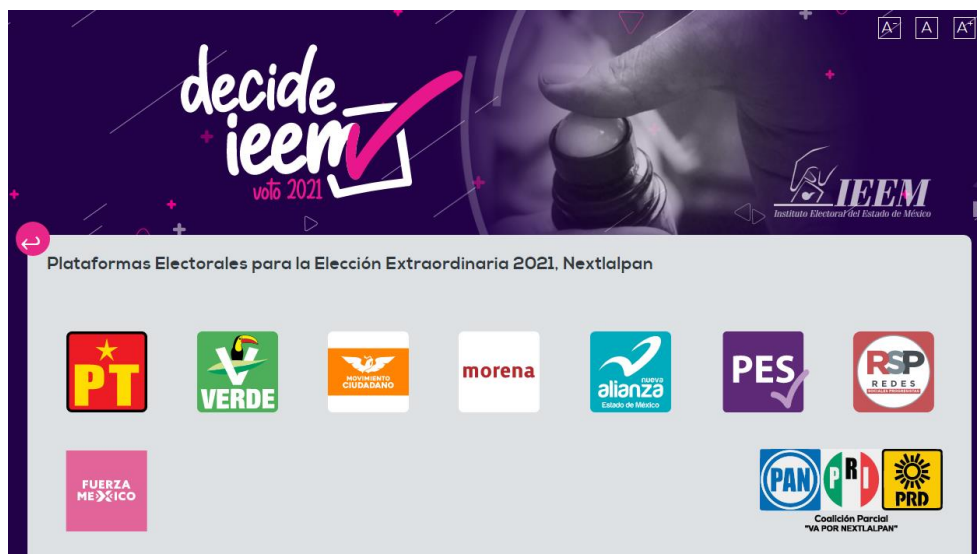 A- A A+
decide
ieem
voto 2021
IEEM
Instituto Electoral del Estado de México
Plataformas Electorales para la Elección Extraordinaria 2021, Nextlalpan
PT
VERDE
MOVIMIENTO
CIUDADANO
morena
nueva
alianza
Estado de México
PES
RSP
REDES
SOCIALES PROGRESISTAS
FUERZA
MEXICO
PAN
PRI
PRD
Coalición Parcial
"VA POR NEXTLALPAN"